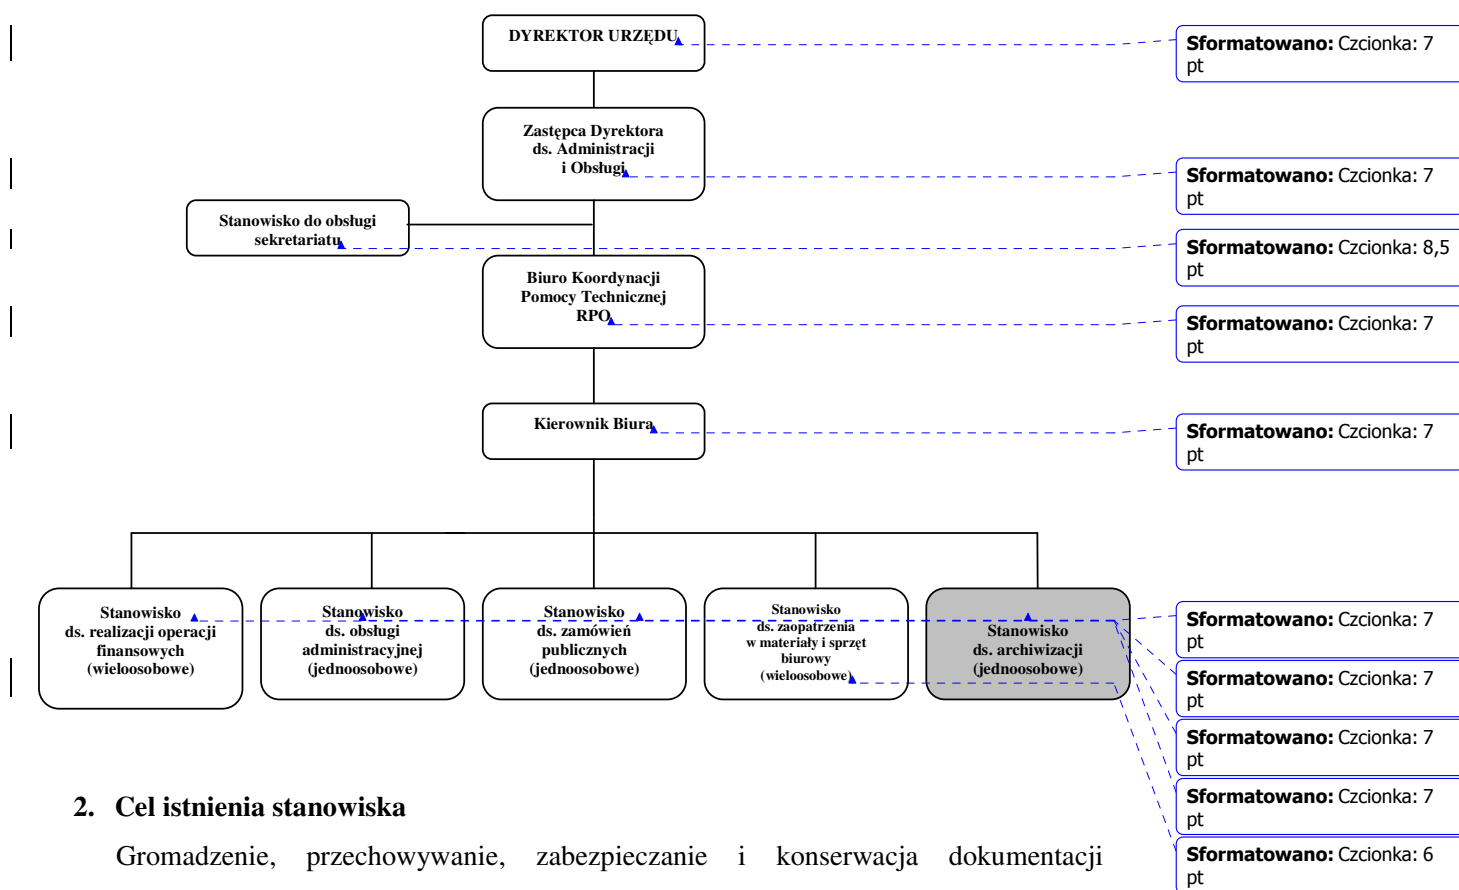 DYREKTOR URZĘDU
Sformatowano: Czcionka: 7
pt
Zastępca Dyrektora
ds. Administracji
i Obsługi
Sformatowano: Czcionka: 7
pt
Stanowisko do obsługi
sekretariatu
Sformatowano: Czcionka: 8,5
pt
Biuro Koordynacji
Pomocy Technicznej
RPO
Sformatowano: Czcionka: 7
pt
Kierownik Biura
Sformatowano: Czcionka: 7
pt
Stanowisko
ds. realizacji operacji
finansowych
(wieloosobowe)
Stanowisko
ds. obsługi
administracyjnej
(jednoosobowe)
Stanowisko
ds. zamówień
publicznych
(jednoosobowe)
Stanowisko
ds. zaopatrzenia
w materiały i sprzęt
biurowy
(wieloosobowe)
Stanowisko
ds. archiwizacji
(jednoosobowe)
Sformatowano: Czcionka: 7
pt
Sformatowano: Czcionka: 7
pt
Sformatowano: Czcionka: 7
pt
Sformatowano: Czcionka: 7
pt
Sformatowano: Czcionka: 6
pt
2. Cel istnienia stanowiska
Gromadzenie, przechowywanie, zabezpieczanie i konserwacja dokumentacji